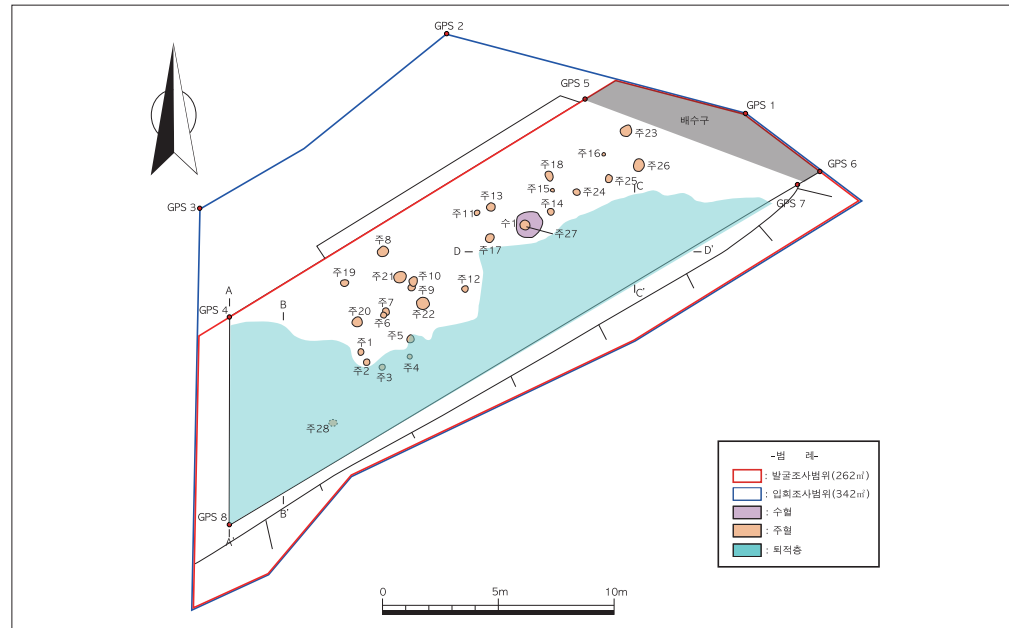 GPS 2
GPS 5
GPS 1
배수구
주23
GPS 6
주16
주26
주18
주25
GPS 7
C
주15
주24
GPS 3
주13
주11
주14
수1
주27
주8
D
주17
D'
주19
주21
주10
주9
주12
A
B
C'
GPS 4
주7
주22
주20
주6
주5
주1
주4
주2
주3
주28
-범 례-
: 발굴조사범위(262㎡)
: 입회조사범위(342㎡)
: 수혈
: 주혈
: 퇴적층
GPS 8
B'
A'
0 5m 10m